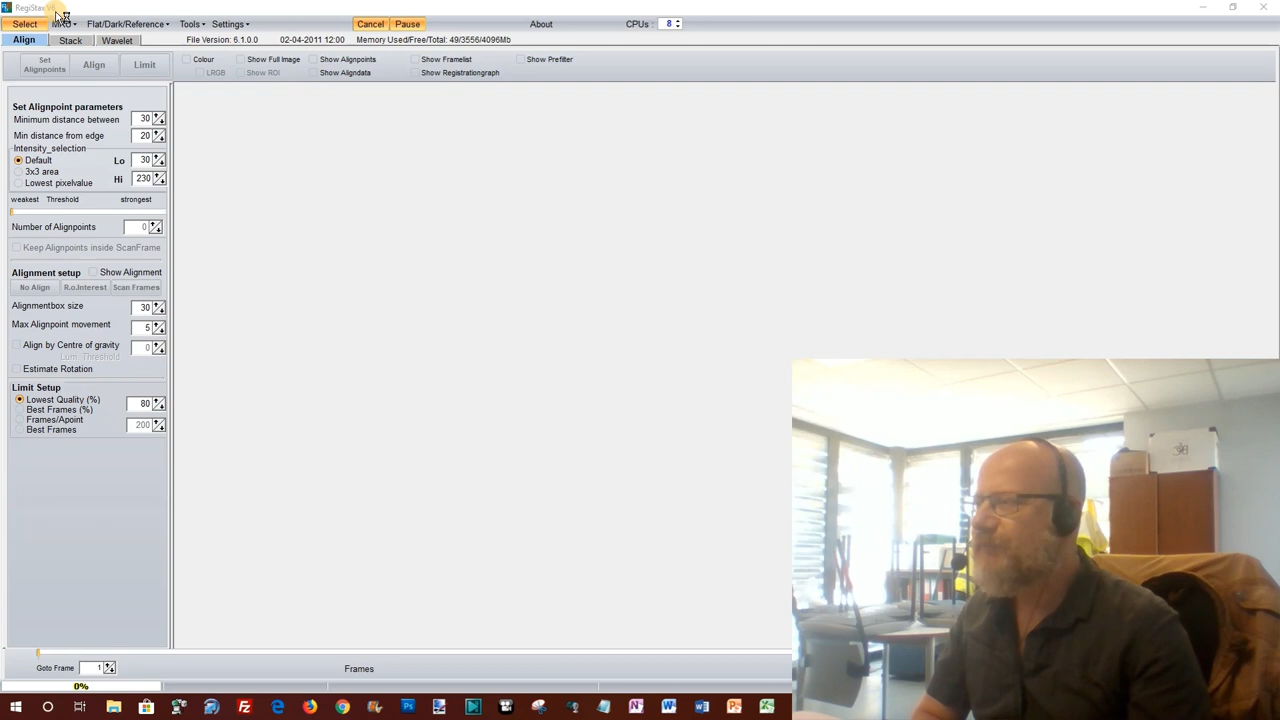 RegiStax V6
Select MRU Flat/Dark/Reference Tools Settings Cancel Pause About CPUs : 8
Align Stack Wavelet File Version: 6.1.0.0 02-04-2011 12:00 Memory Used/Free/Total: 49/3556/4096Mb
Set Alignpoints Align Limit
Colour Show Full Image Show Alignpoints Show Framelist Show Prefilter
LRGB Show ROI Show Aligndata Show Registrationgraph
Set Alignpoint parameters
Minimum distance between 30
Min distance from edge 20
Intensity_selection
Default Lo 30
3x3 area
Hi 230
Lowest pixelvalue
weakest Threshold strongest
Number of Alignpoints 0
Keep Alignpoints inside ScanFrame
Alignment setup Show Alignment
No Align R.o.Interest Scan Frames
Alignmentbox size 30
Max Alignpoint movement 5
Align by Centre of gravity 0
Lum Threshold
Estimate Rotation
Limit Setup
Lowest Quality (%) 80
Best Frames (%)
Frames/Apoint
Best Frames 200
Goto Frame 1 Frames
0%